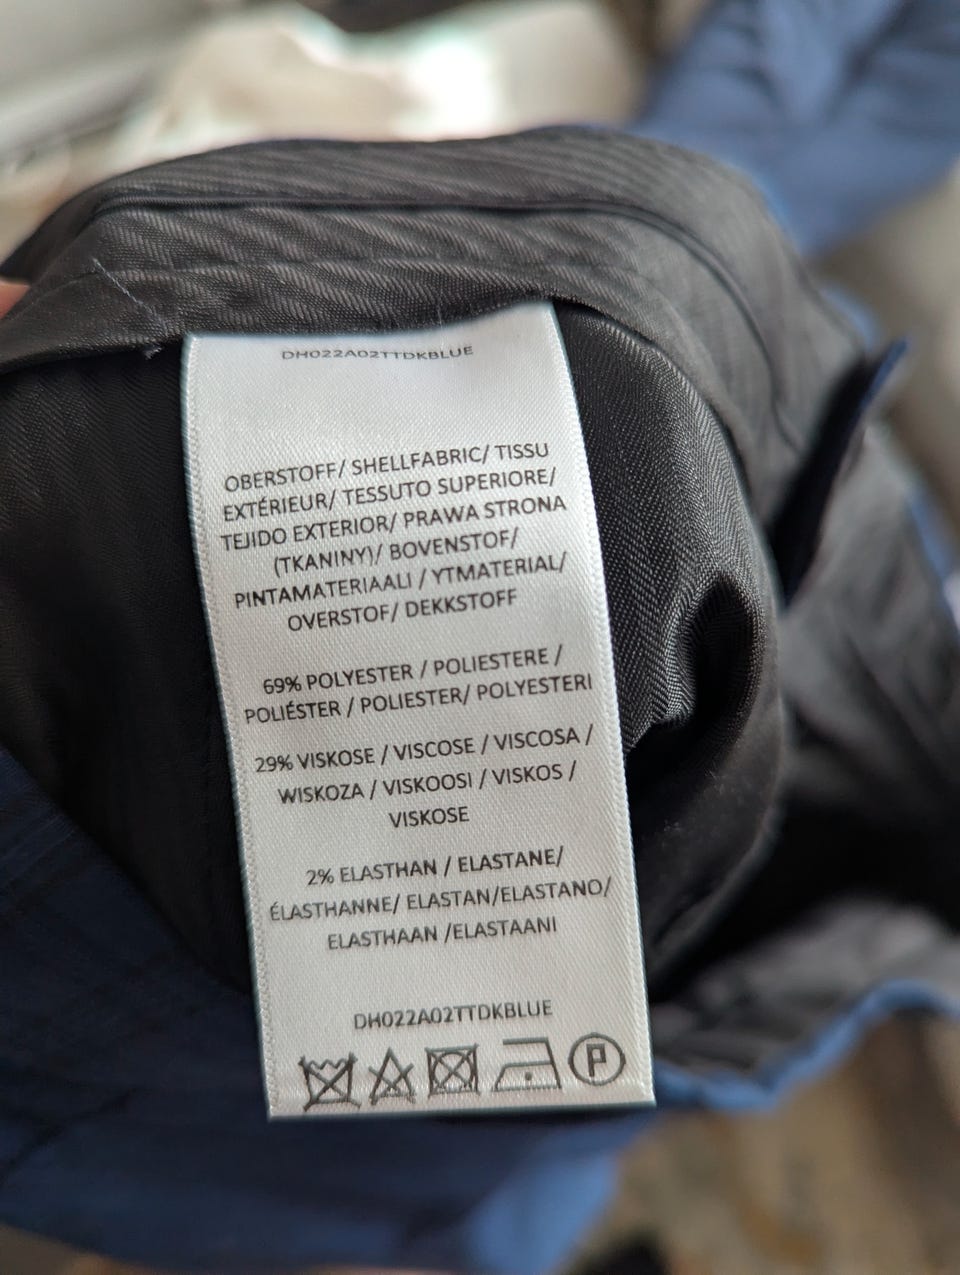 DH022A02TTDKBLUE
OBERSTOFF/ SHELLFABRIC/ TISSU
EXTÉRIEUR/ TESSUTO SUPERIORE/
TEJIDO EXTERIOR/ PRAWA STRONA
(TKANINY)/ BOVENSTOF/
PINTAMATERIAALI / YTMATERIAL/
OVERSTOF/ DEKKSTOFF
69% POLYESTER / POLIESTERE /
POLIÉSTER / POLIESTER/ POLYESTERI
29% VISKOSE / VISCOSE / VISCOSA /
WISKOZA / VISKOOSI / VISKOS /
VISKOSE
2% ELASTHAN / ELASTANE/
ÉLASTHANNE/ ELASTAN/ELASTANO/
ELASTHAAN /ELASTAANI
DH022A02TTDKBLUE
P